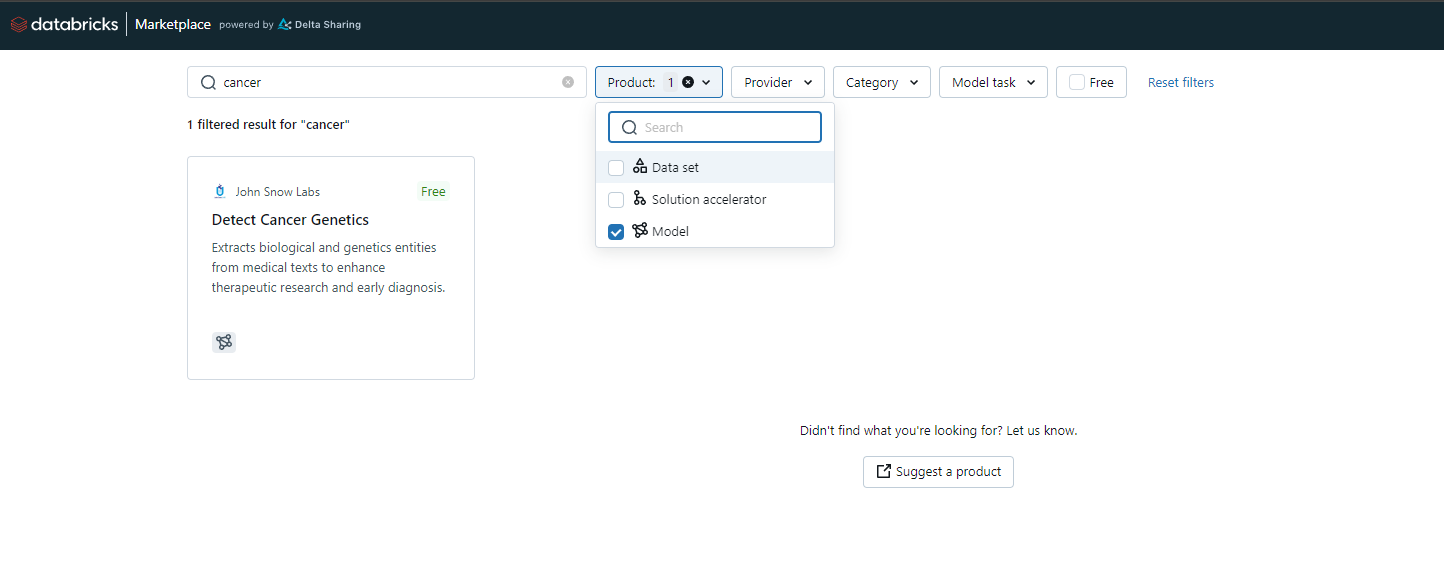 databricks Marketplace powered by Delta Sharing
cancer Product: 1 Provider Category Model task Free Reset filters
1 filtered result for "cancer"
Search
Data set
Solution accelerator
Model
John Snow Labs Free
Detect Cancer Genetics
Extracts biological and genetics entities
from medical texts to enhance
therapeutic research and early diagnosis.
Didn't find what you're looking for? Let us know.
Suggest a product